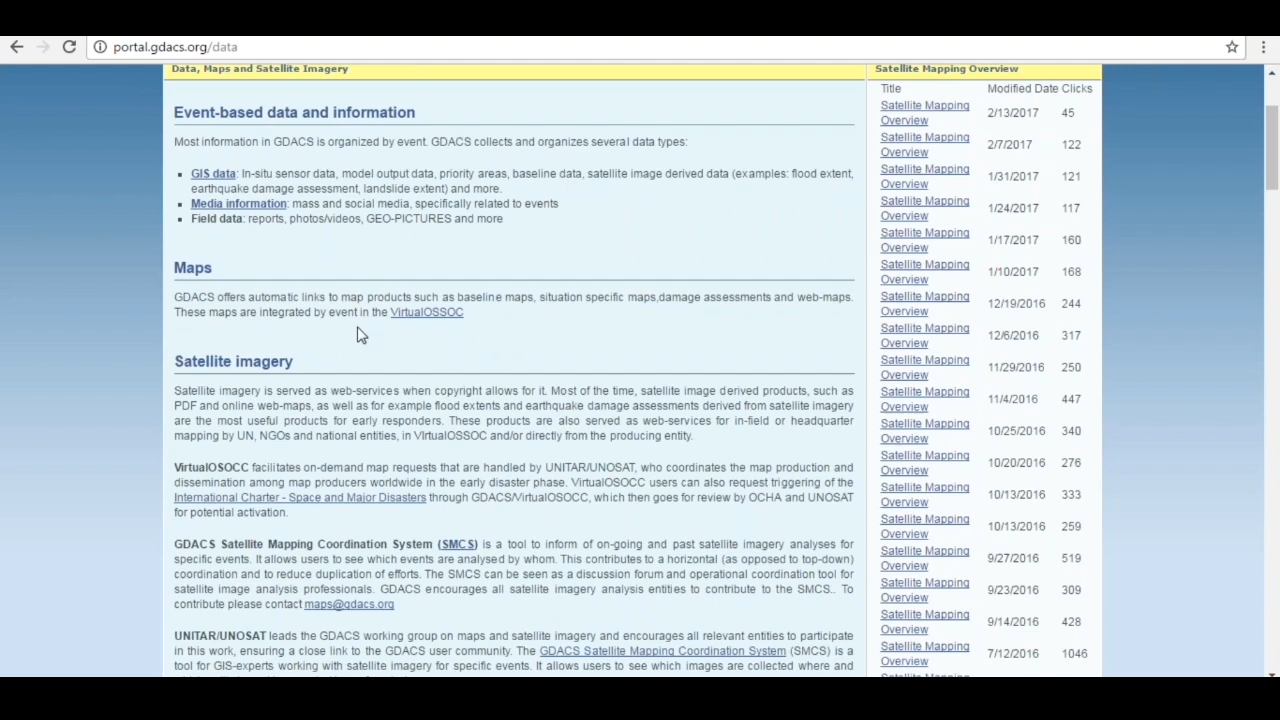 portal.gdacs.org/data
Data, Maps and Satellite Imagery
Event-based data and information
Most information in GDACS is organized by event. GDACS collects and organizes several data types:
GIS data: In-situ sensor data, model output data, priority areas, baseline data, satellite image derived data (examples: flood extent,
earthquake damage assessment, landslide extent) and more.
Media information: mass and social media, specifically related to events
Field data: reports, photos/videos, GEO-PICTURES and more
Maps
GDACS offers automatic links to map products such as baseline maps, situation specific maps,damage assessments and web-maps.
These maps are integrated by event in the VirtualOSSOC
Satellite imagery
Satellite imagery is served as web-services when copyright allows for it. Most of the time, satellite image derived products, such as
PDF and online web-maps, as well as for example flood extents and earthquake damage assessments derived from satellite imagery
are the most useful products for early responders. These products are also served as web-services for in-field or headquarter
mapping by UN, NGOs and national entities, in VIrtualOSSOC and/or directly from the producing entity.
VirtualOSOCC facilitates on-demand map requests that are handled by UNITAR/UNOSAT, who coordinates the map production and
dissemination among map producers worldwide in the early disaster phase. VirtualOSOCC users can also request triggering of the
International Charter - Space and Major Disasters through GDACS/VirtualOSOCC, which then goes for review by OCHA and UNOSAT
for potential activation.
GDACS Satellite Mapping Coordination System (SMCS) is a tool to inform of on-going and past satellite imagery analyses for
specific events. It allows users to see which events are analysed by whom. This contributes to a horizontal (as opposed to top-down)
coordination and to reduce duplication of efforts. The SMCS can be seen as a discussion forum and operational coordination tool for
satellite image analysis professionals. GDACS encourages all satellite imagery analysis entities to contribute to the SMCS.. To
contribute please contact maps@gdacs.org
UNITAR/UNOSAT leads the GDACS working group on maps and satellite imagery and encourages all relevant entities to participate
in this work, ensuring a close link to the GDACS user community. The GDACS Satellite Mapping Coordination System (SMCS) is a
tool for GIS-experts working with satellite imagery for specific events. It allows users to see which images are collected where and
Satellite Mapping Overview
Title Modified Date Clicks
Satellite Mapping
Overview 2/13/2017 45
Satellite Mapping
Overview 2/7/2017 122
Satellite Mapping
Overview 1/31/2017 121
Satellite Mapping
Overview 1/24/2017 117
Satellite Mapping
Overview 1/17/2017 160
Satellite Mapping
Overview 1/10/2017 168
Satellite Mapping
Overview 12/19/2016 244
Satellite Mapping
Overview 12/6/2016 317
Satellite Mapping
Overview 11/29/2016 250
Satellite Mapping
Overview 11/4/2016 447
Satellite Mapping
Overview 10/25/2016 340
Satellite Mapping
Overview 10/20/2016 276
Satellite Mapping
Overview 10/13/2016 333
Satellite Mapping
Overview 10/13/2016 259
Satellite Mapping
Overview 9/27/2016 519
Satellite Mapping
Overview 9/23/2016 309
Satellite Mapping
Overview 9/14/2016 428
Satellite Mapping
Overview 7/12/2016 1046